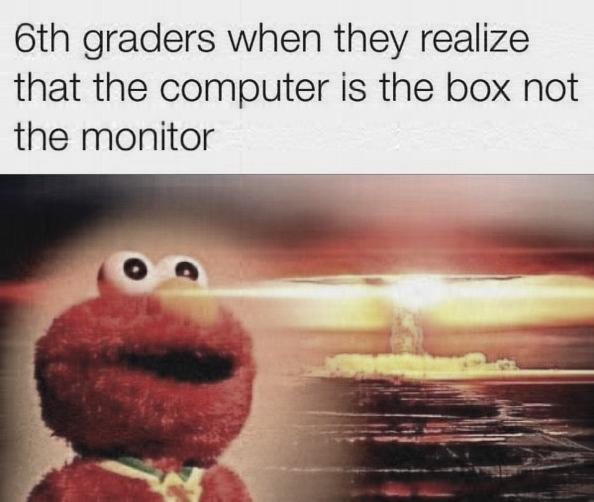 6th graders when they realize
that the computer is the box not
the monitor